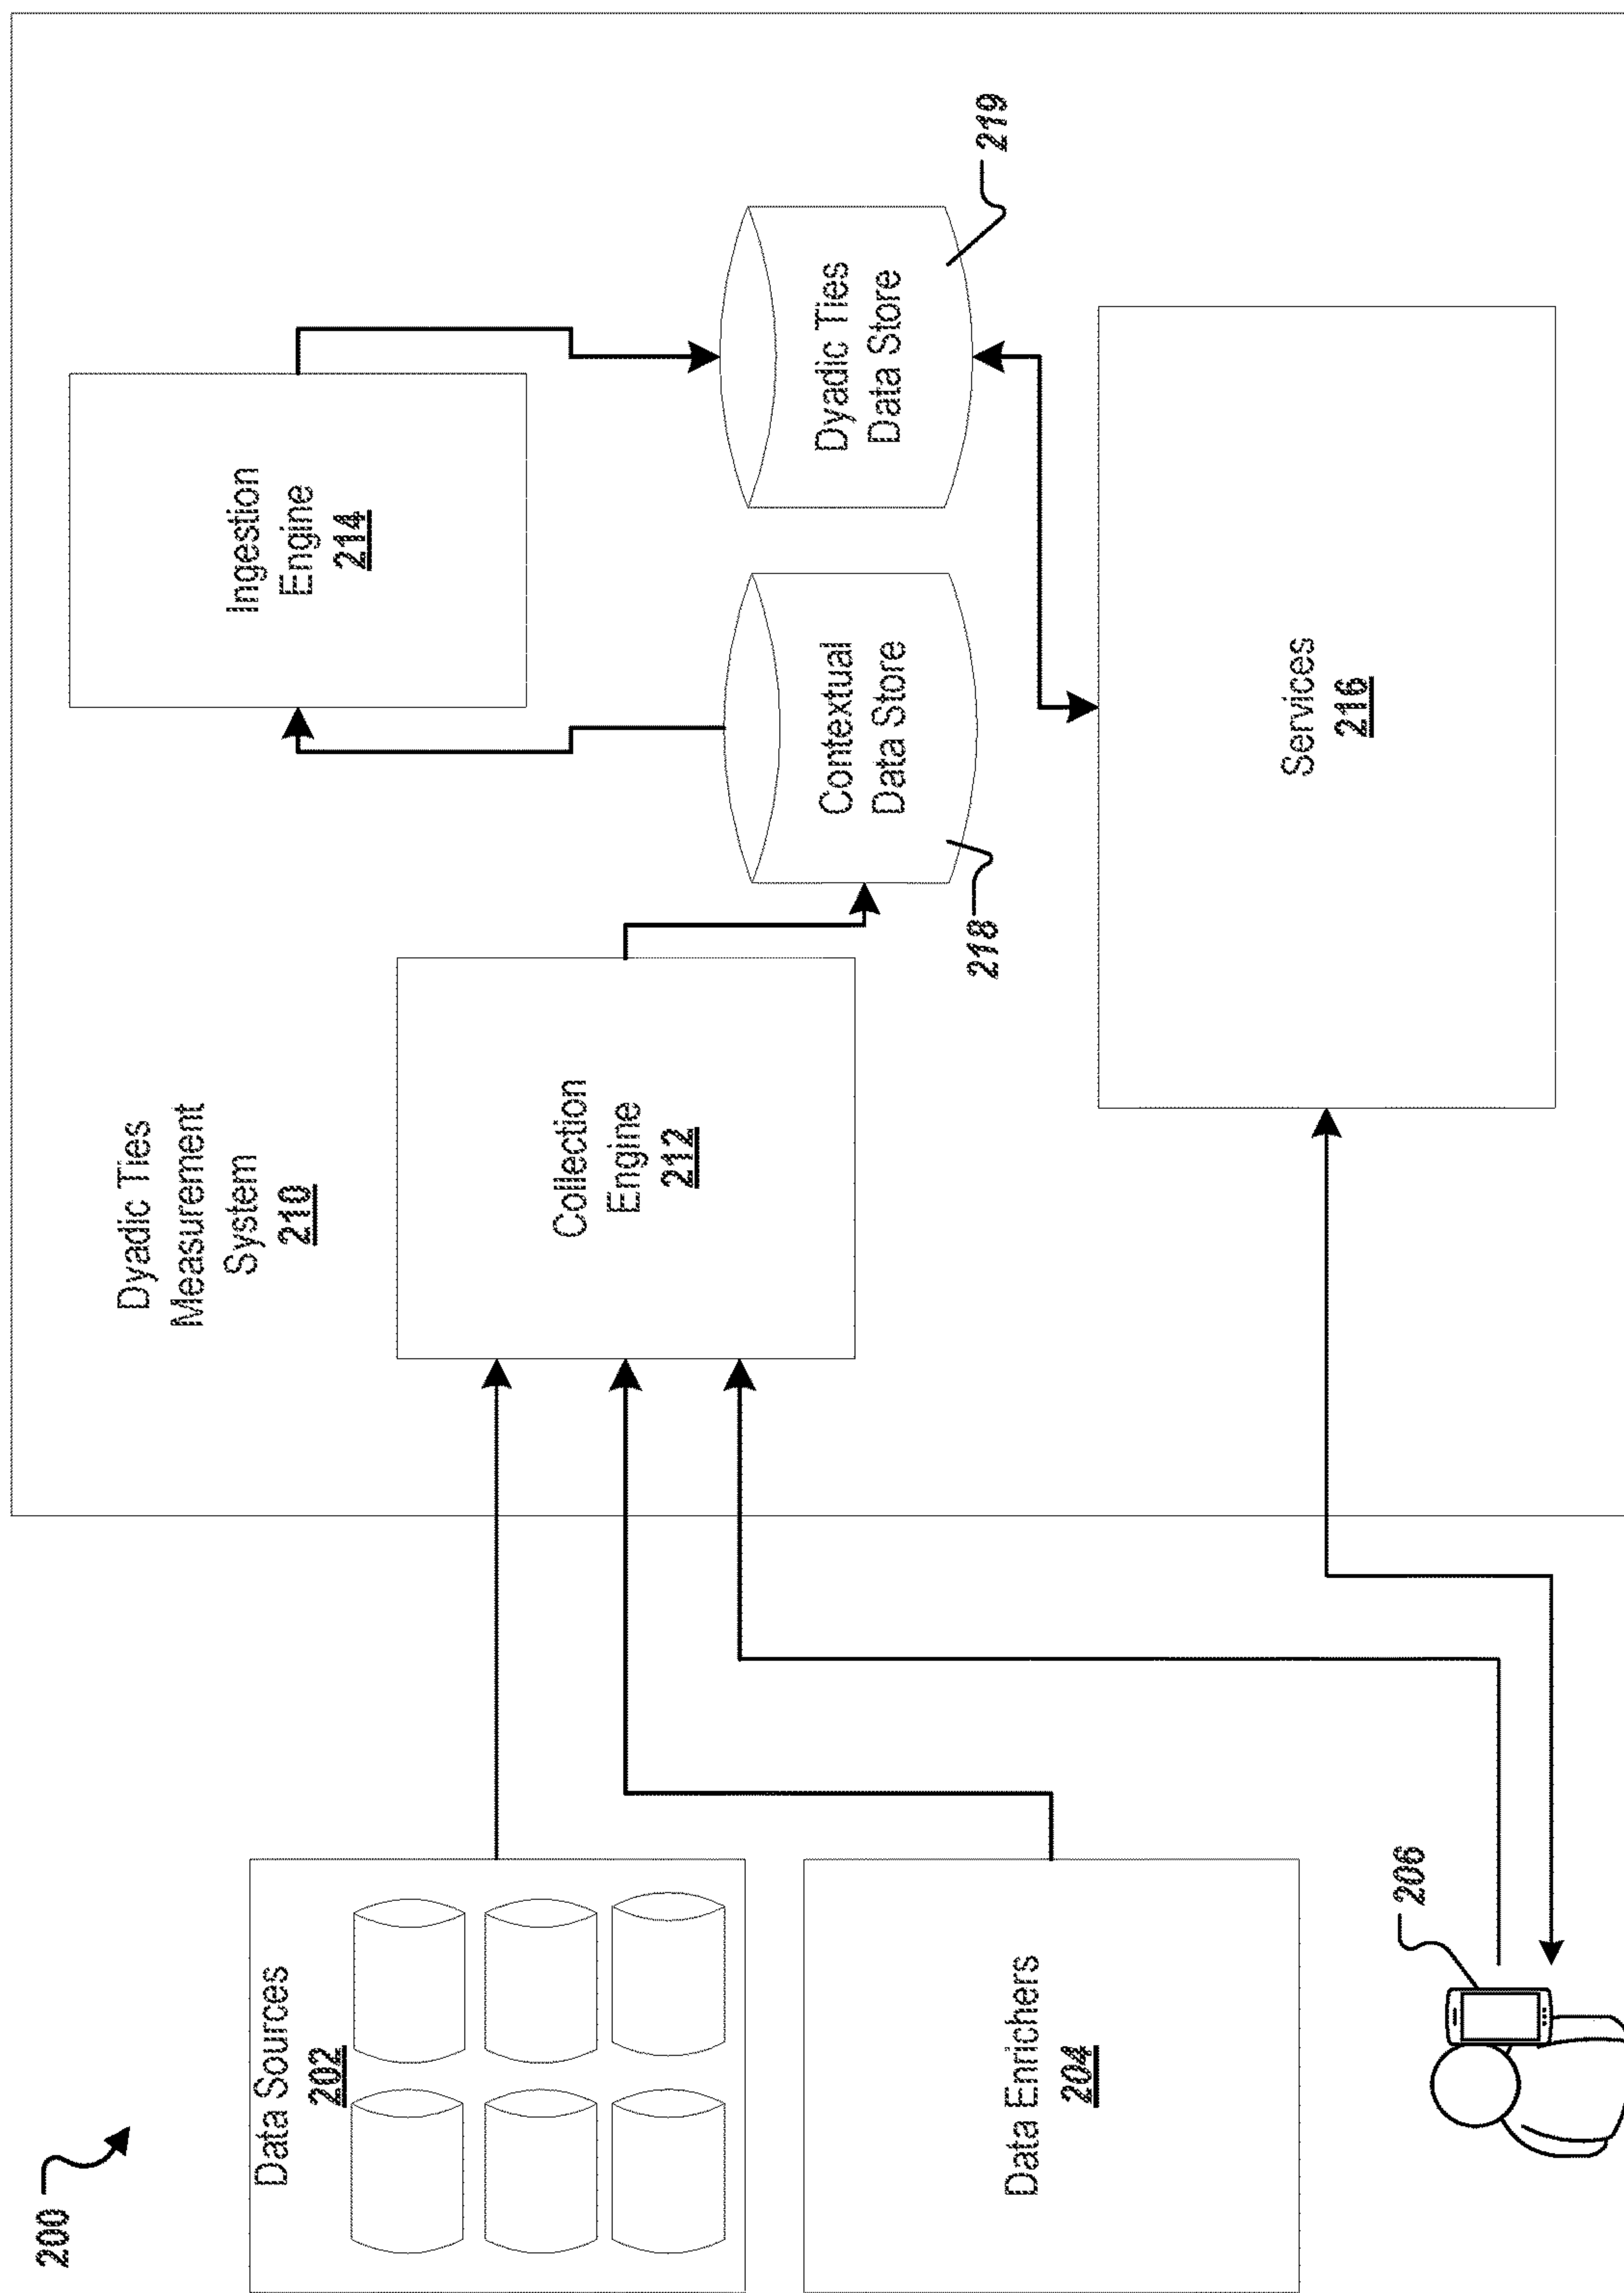 200
Data Sources
202
Data Enrichers
204
206
Dyadic Ties
Measurement
System
210
Collection
Engine
212
Ingestion
Engine
214
Contextual
Data Store
218
Dyadic Ties
Data Store
219
Services
216